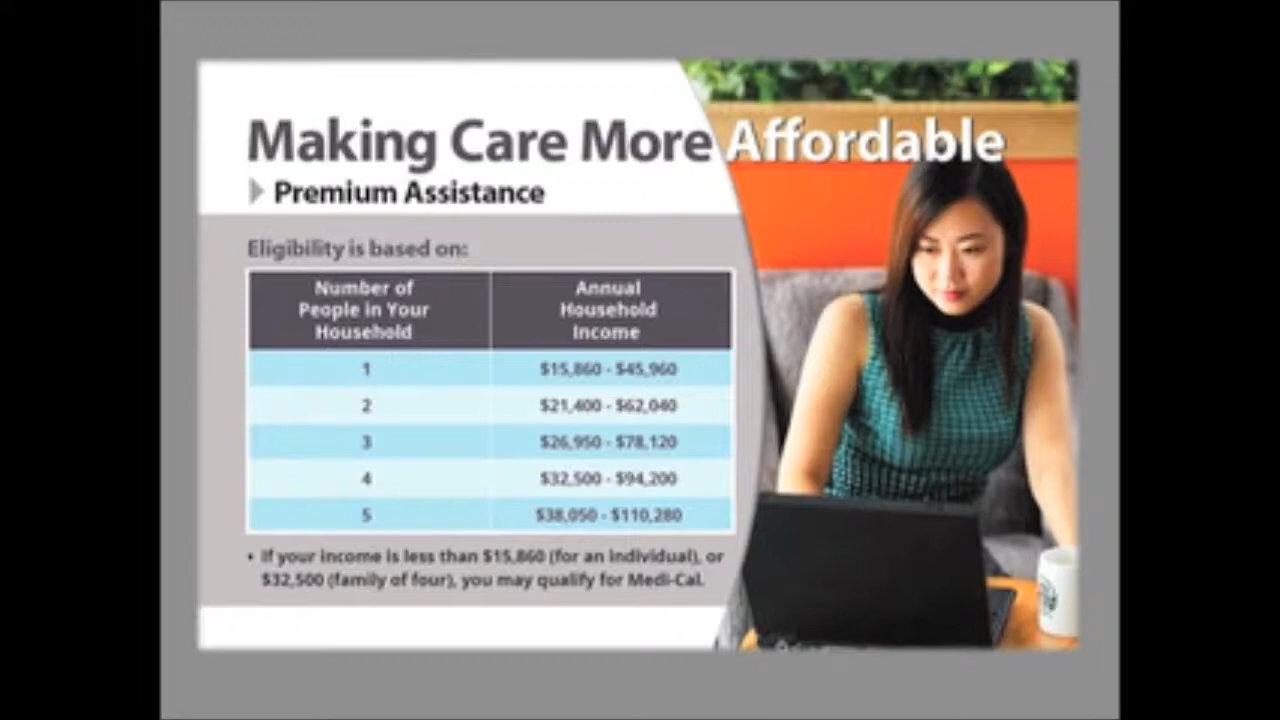 Making Care More Affordable
Premium Assistance
Eligibility is based on:
Number of People in Your Household
Annual Household Income
1 $15,860 - $45,960
2 $21,400 - $62,040
3 $26,950 - $78,120
4 $32,500 - $94,200
5 $38,050 - $110,280
• If your income is less than $15,860 (for an individual), or
$32,500 (family of four), you may qualify for Medi-Cal.